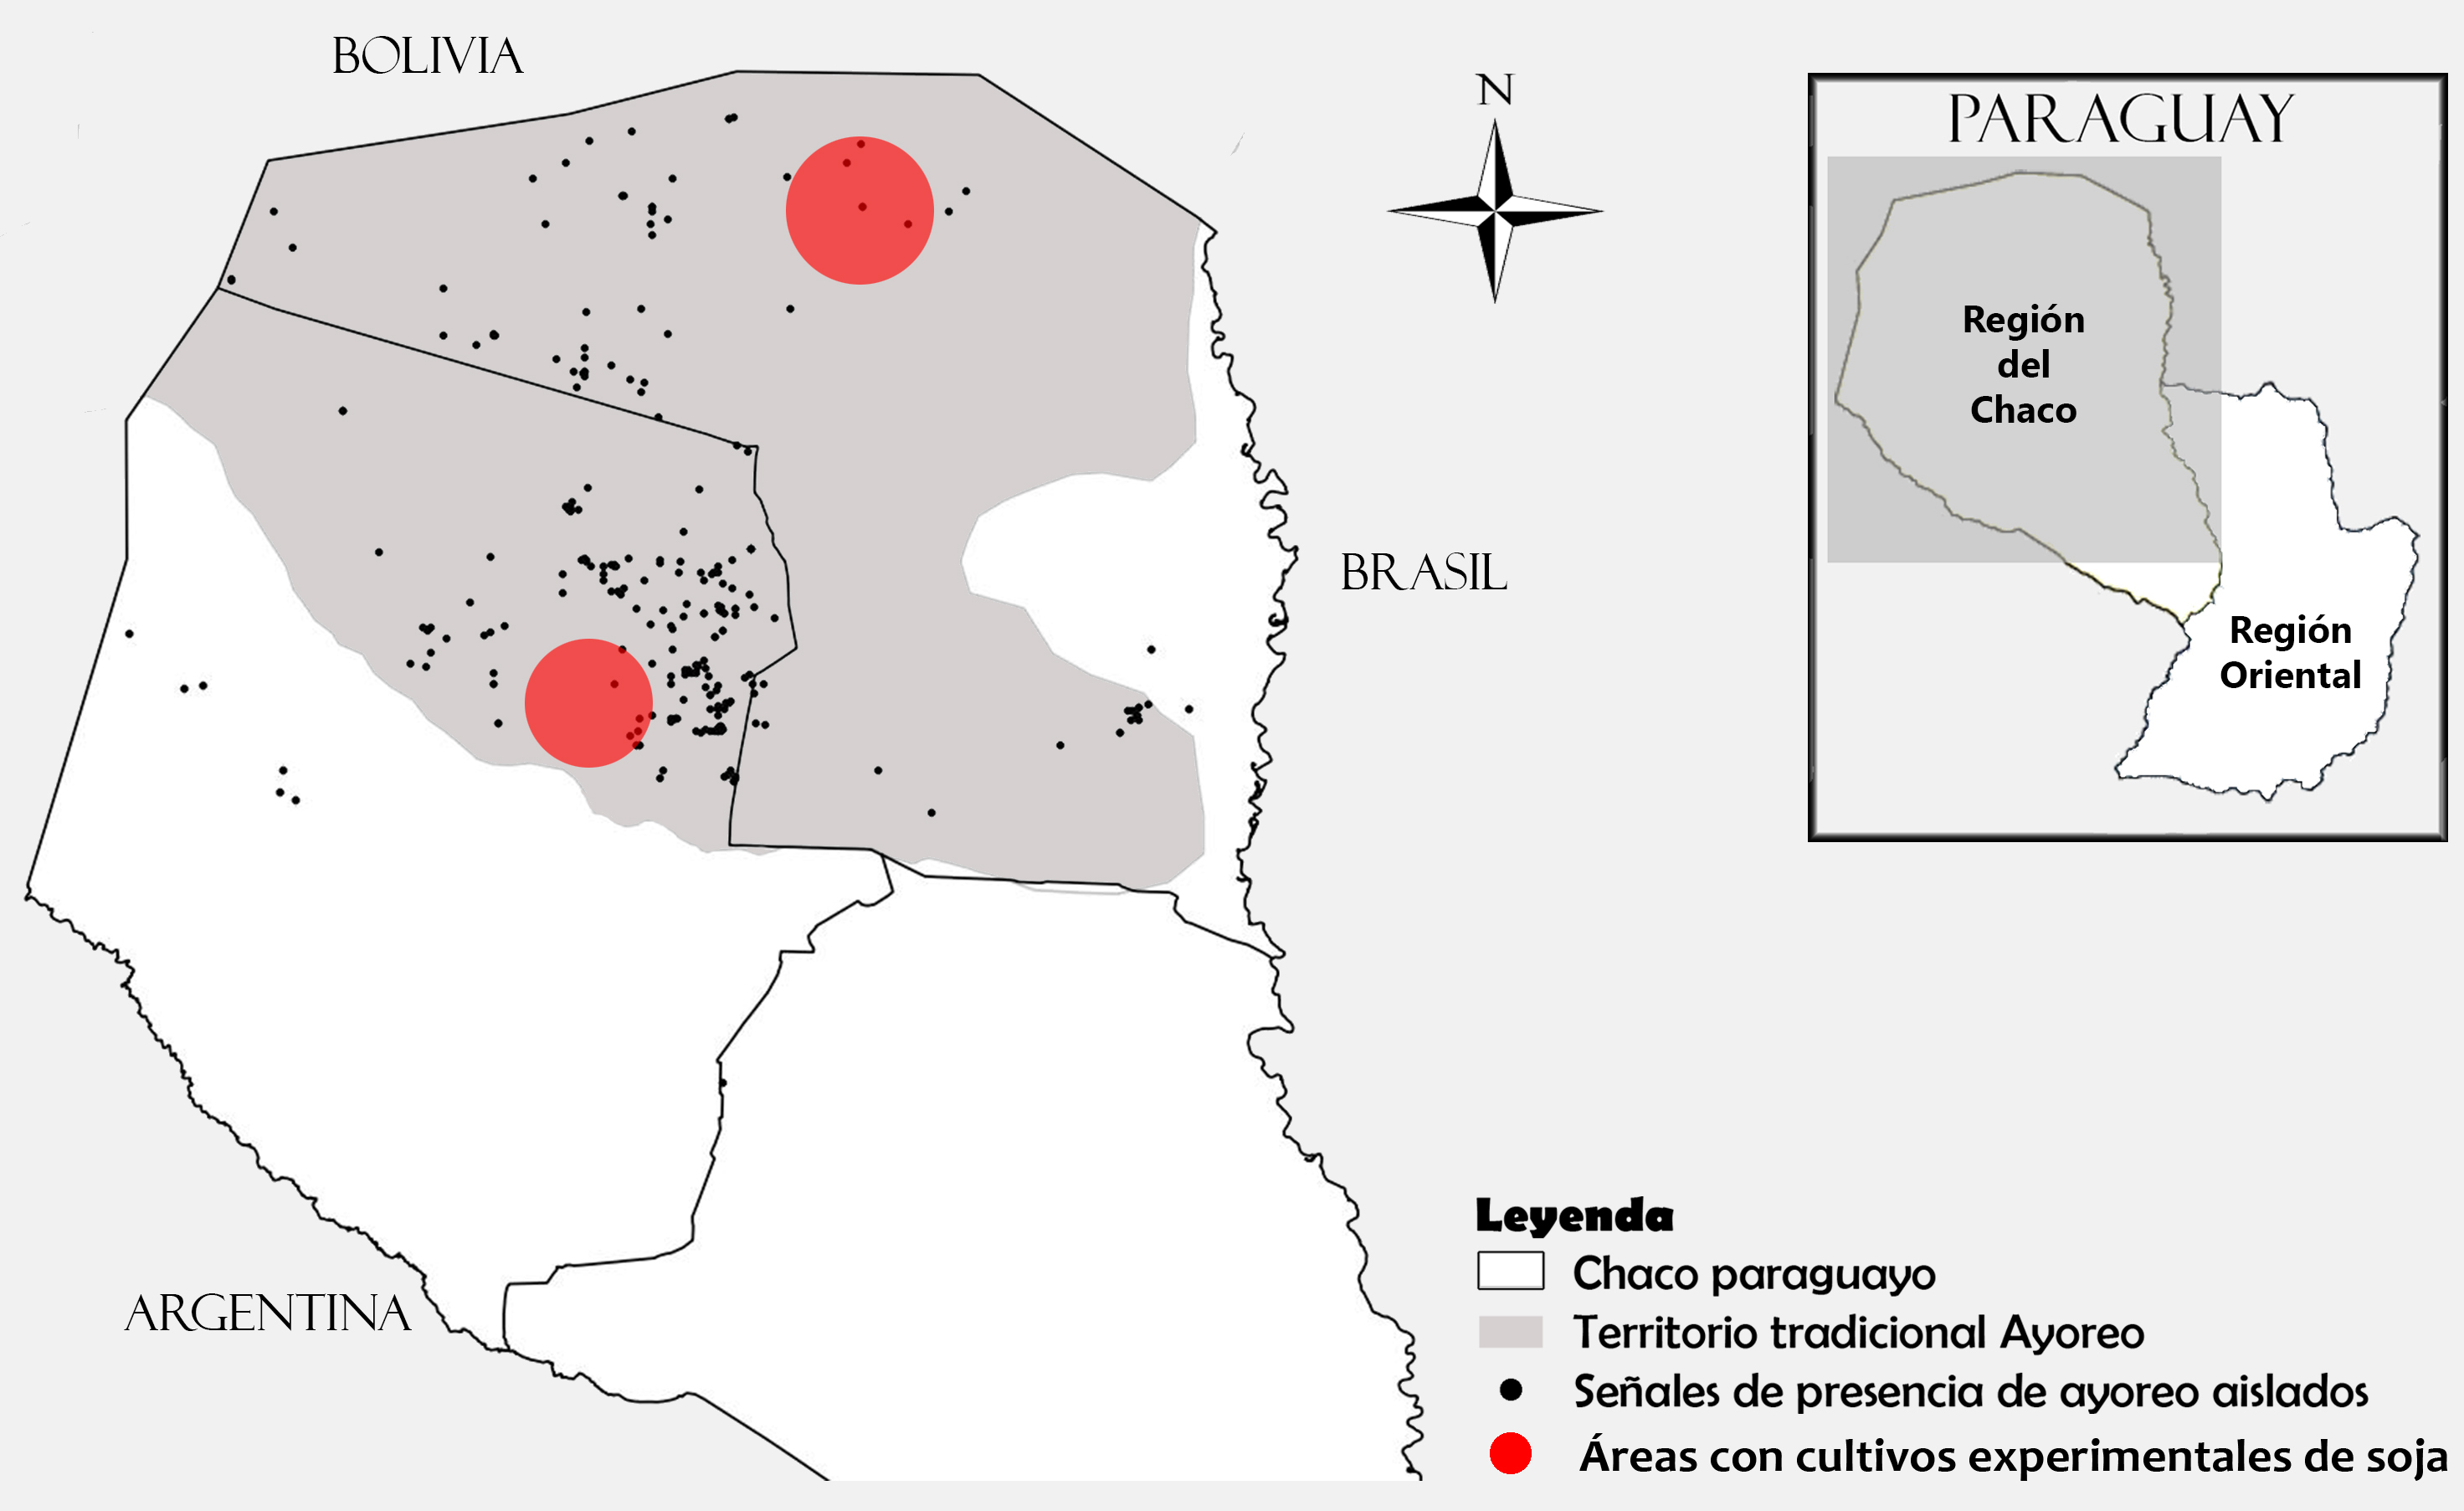 BOLIVIA
N
PARAGUAY
Región
del
Chaco
BRASIL
Región
Oriental
ARGENTINA
Leyenda
Chaco paraguayo
Territorio tradicional Ayoreo
Señales de presencia de ayoreo aislados
Áreas con cultivos experimentales de soja